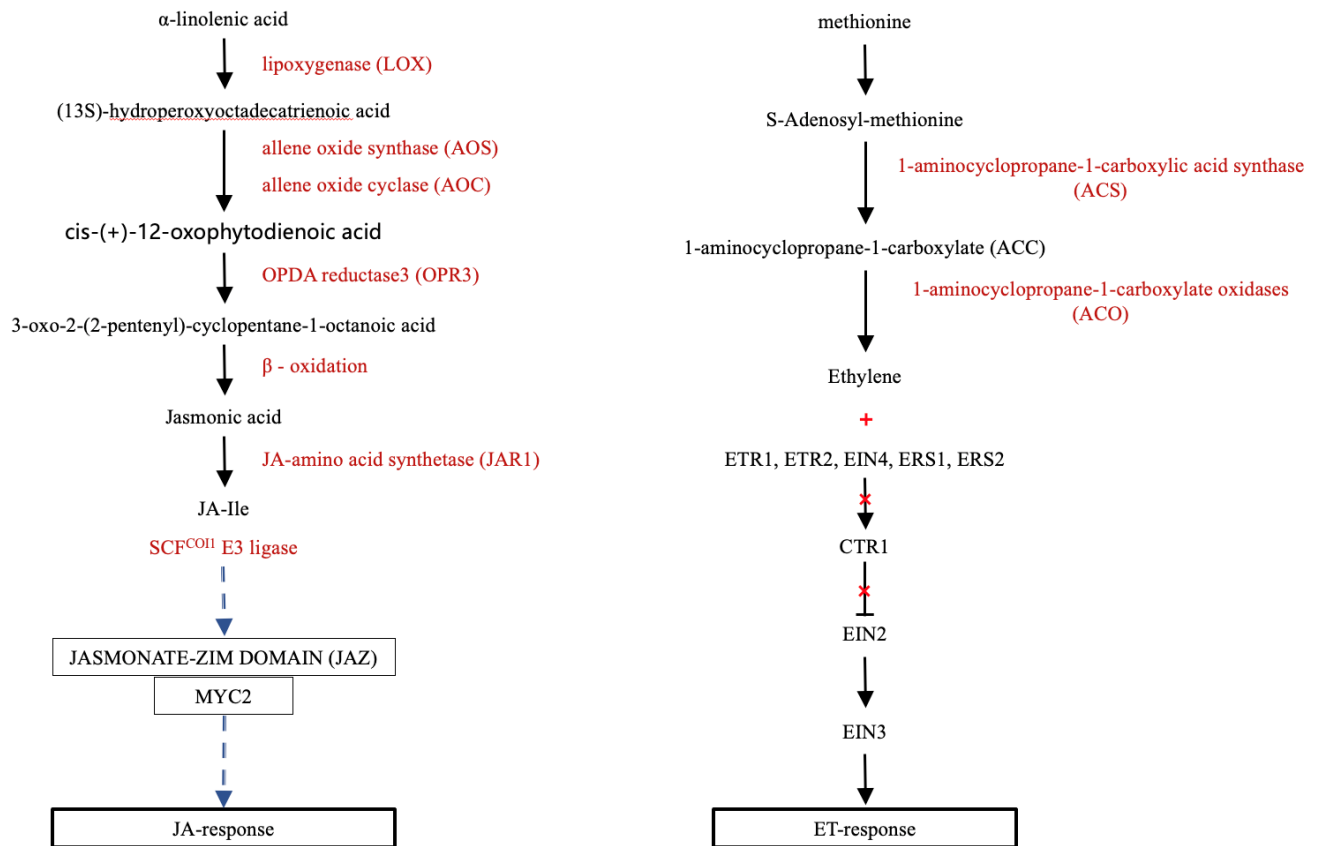 α-linolenic acid
lipoxygenase (LOX)
(13S)-hydroperoxyoctadecatrienoic acid
allene oxide synthase (AOS)
allene oxide cyclase (AOC)
cis-(+)-12-oxophytodienoic acid
OPDA reductase3 (OPR3)
3-oxo-2-(2-pentenyl)-cyclopentane-1-octanoic acid
β - oxidation
Jasmonic acid
JA-amino acid synthetase (JAR1)
JA-Ile
SCF^COI1 E3 ligase
JASMONATE-ZIM DOMAIN (JAZ)
MYC2
JA-response
methionine
S-Adenosyl-methionine
1-aminocyclopropane-1-carboxylic acid synthase
(ACS)
1-aminocyclopropane-1-carboxylate (ACC)
1-aminocyclopropane-1-carboxylate oxidases
(ACO)
Ethylene
+
ETR1, ETR2, EIN4, ERS1, ERS2
CTR1
EIN2
EIN3
ET-response